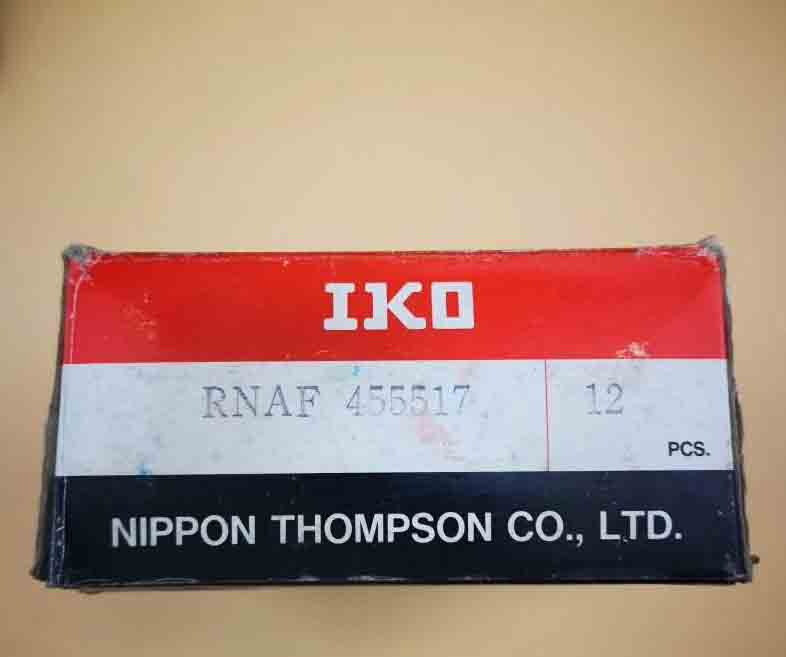 IKO
RNAF 455517 12
PCS.
NIPPON THOMPSON CO., LTD.